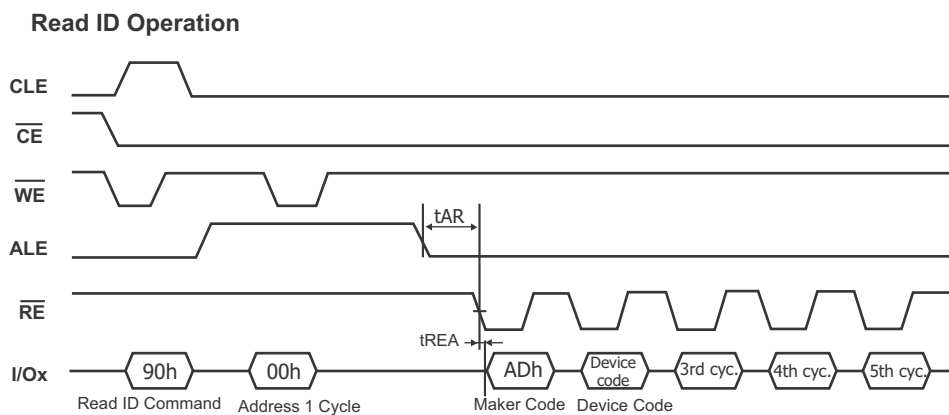 Read ID Operation
CLE
CE
WE
ALE
tAR
RE
tREA
I/Ox
90h
00h
ADh
Device
code
3rd cyc.
4th cyc.
5th cyc.
Read ID Command
Address 1 Cycle
Maker Code
Device Code